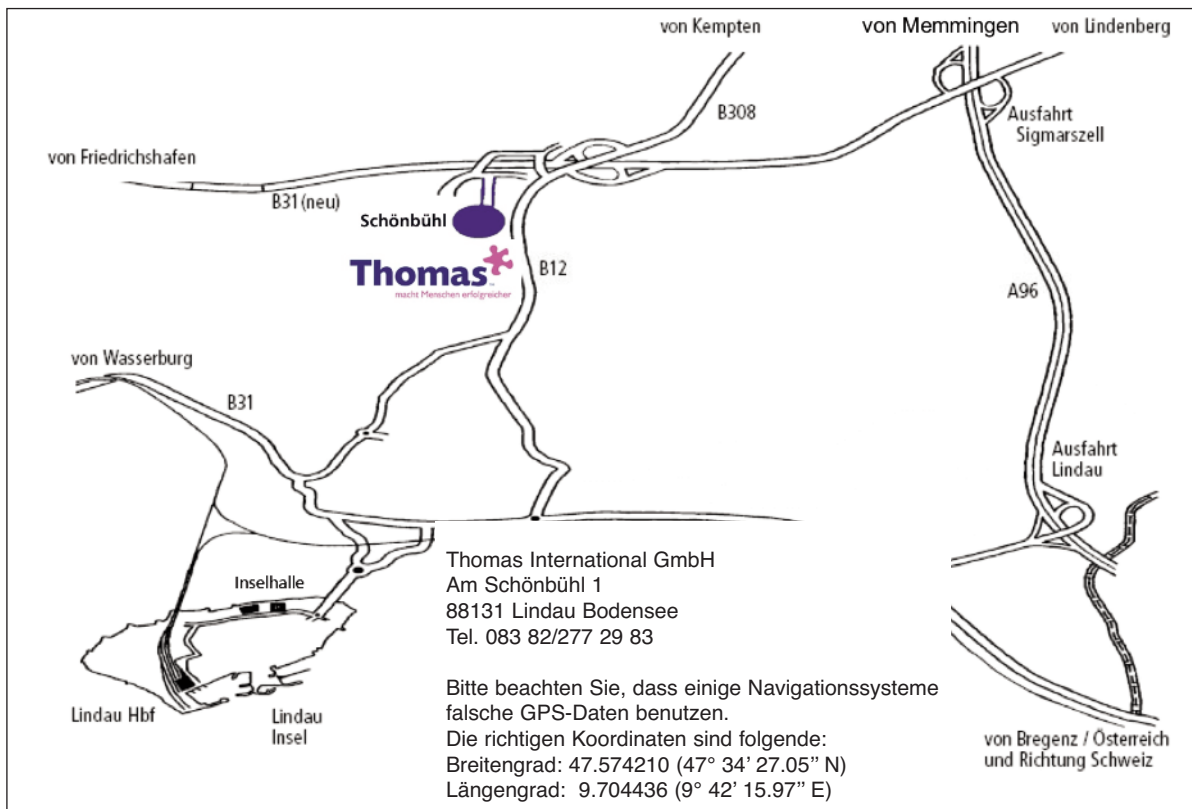 von Kempten
von Memmingen
von Lindenberg
B308
Ausfahrt
Sigmarszell
von Friedrichshafen
B31 (neu)
Schönbühl
Thomas™
macht Menschen erfolgreicher
B12
A96
von Wasserburg
B31
Ausfahrt
Lindau
Inselhalle
Lindau Hbf
Lindau
Insel
Thomas International GmbH
Am Schönbühl 1
88131 Lindau Bodensee
Tel. 083 82/277 29 83
Bitte beachten Sie, dass einige Navigationssysteme
falsche GPS-Daten benutzen.
Die richtigen Koordinaten sind folgende:
Breitengrad: 47.574210 (47° 34’ 27.05” N)
Längengrad: 9.704436 (9° 42’ 15.97” E)
von Bregenz / Österreich
und Richtung Schweiz